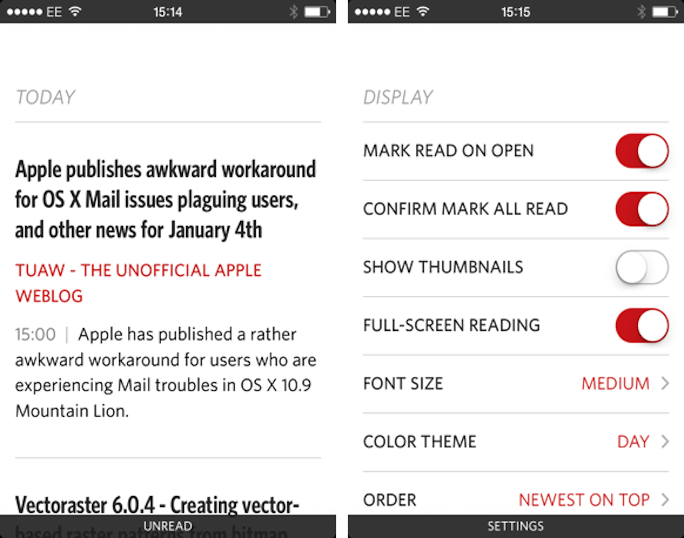 EE 15:14
TODAY
Apple publishes awkward workaround
for OS X Mail issues plaguing users,
and other news for January 4th
TUAW - THE UNOFFICIAL APPLE
WEBLOG
15:00 | Apple has published a rather
awkward workaround for users who are
experiencing Mail troubles in OS X 10.9
Mountain Lion.
Vectoraster 6.0.4 - Creating vector-
based raster patterns from bitmap
UNREAD
EE 15:15
DISPLAY
MARK READ ON OPEN
CONFIRM MARK ALL READ
SHOW THUMBNAILS
FULL-SCREEN READING
FONT SIZE MEDIUM
COLOR THEME DAY
ORDER NEWEST ON TOP
SETTINGS